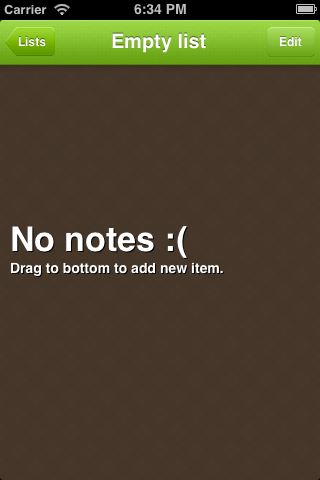 Carrier 6:34 PM
Lists Empty list Edit
No notes :(
Drag to bottom to add new item.